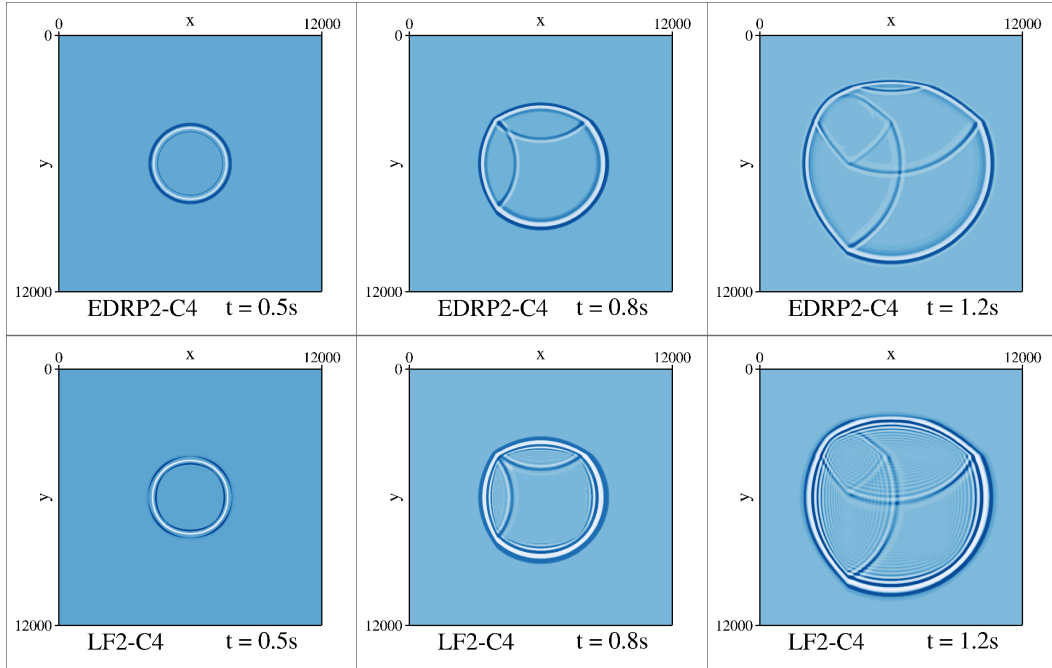 x
0 12000
0
y
12000
EDRP2-C4 t = 0.5s
x
0 12000
0
y
12000
EDRP2-C4 t = 0.8s
x
0 12000
0
y
12000
EDRP2-C4 t = 1.2s
x
0 12000
0
y
12000
LF2-C4 t = 0.5s
x
0 12000
0
y
12000
LF2-C4 t = 0.8s
x
0 12000
0
y
12000
LF2-C4 t = 1.2s